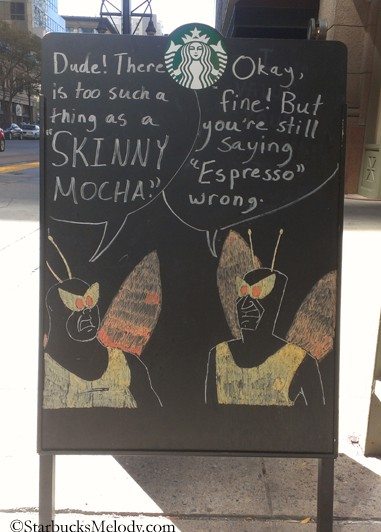 Dude! There
is too such a
thing as a
"SKINNY
MOCHA!"
Okay,
fine! But
you're still
saying
"Espresso"
wrong.
©StarbucksMelody.com